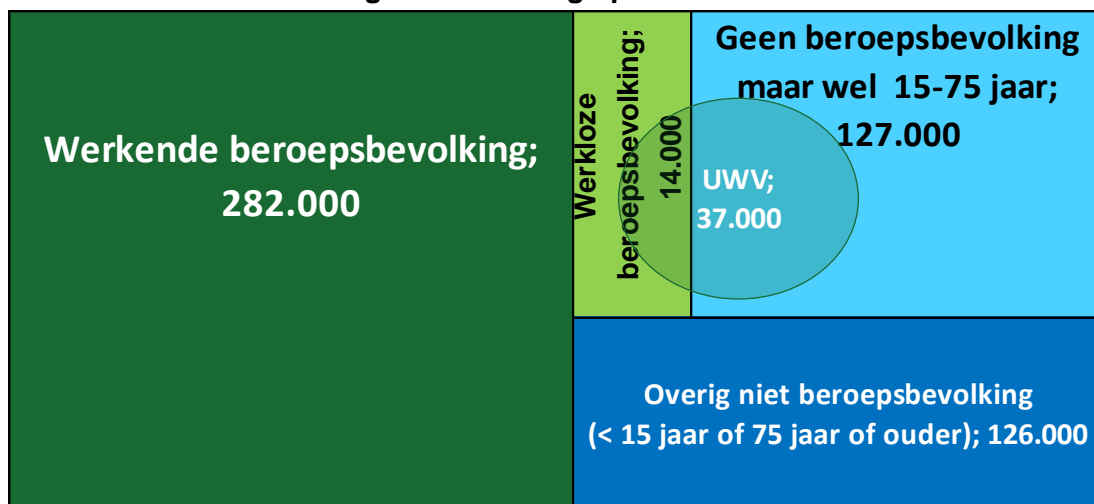 Werkende beroepsbevolking;
282.000
Werkloze
beroepsbevolking;
14.000
Geen beroepsbevolking
maar wel 15-75 jaar;
127.000
UWV;
37.000
Overig niet beroepsbevolking
(< 15 jaar of 75 jaar of ouder); 126.000